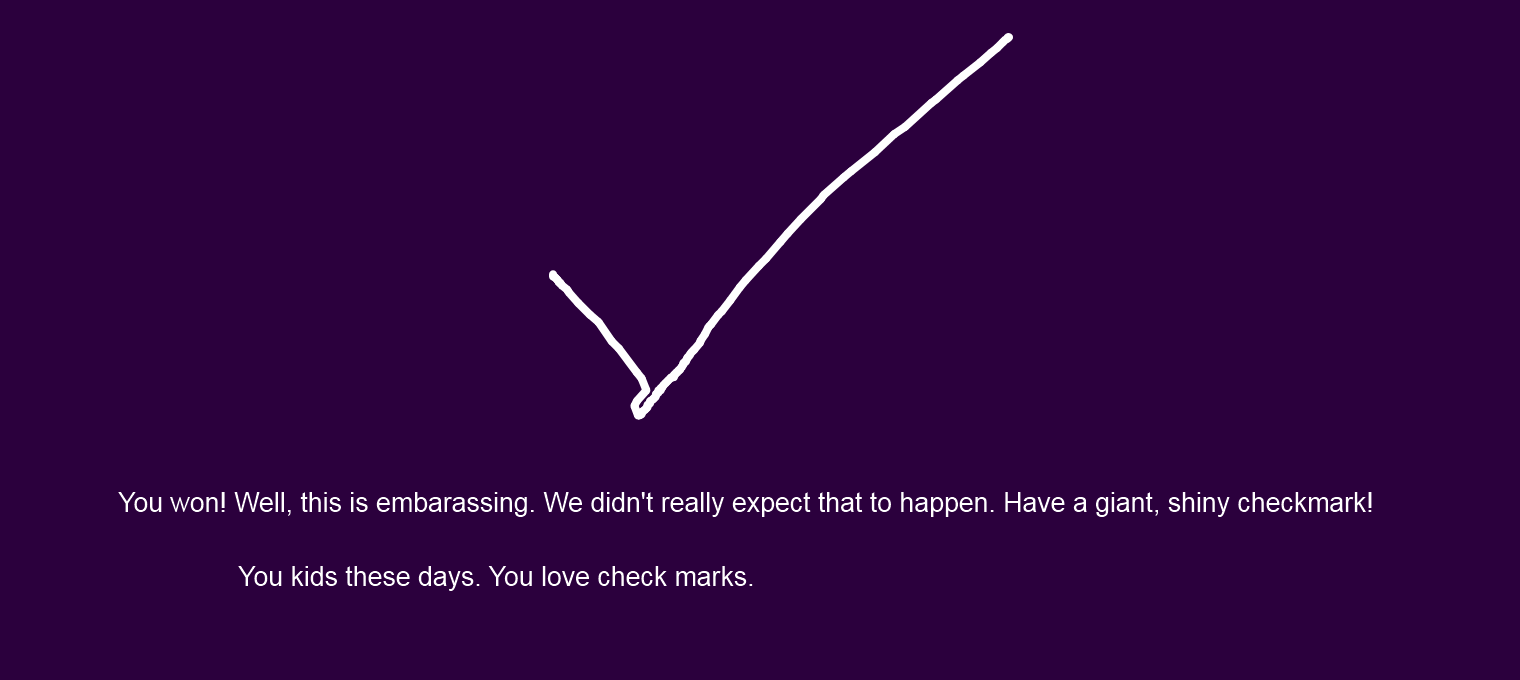 You won! Well, this is embarassing. We didn't really expect that to happen. Have a giant, shiny checkmark!
You kids these days. You love check marks.